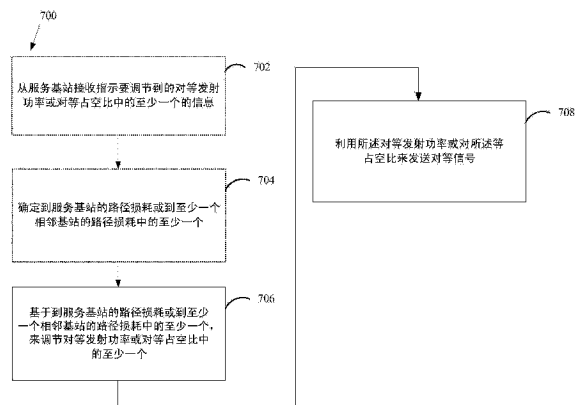 700
702
从服务基站接收指示要调节到的对等发射
功率或对等占空比中的至少一个的信息
704
确定到服务基站的路径损耗或到至少一个
相邻基站的路径损耗中的至少一个
706
基于到服务基站的路径损耗或到至少
一个相邻基站的路径损耗中的至少一个，
来调节对等发射功率或对等占空比中
的至少一个
708
利用所述对等发射功率或对所述等
占空比来发送对等信号